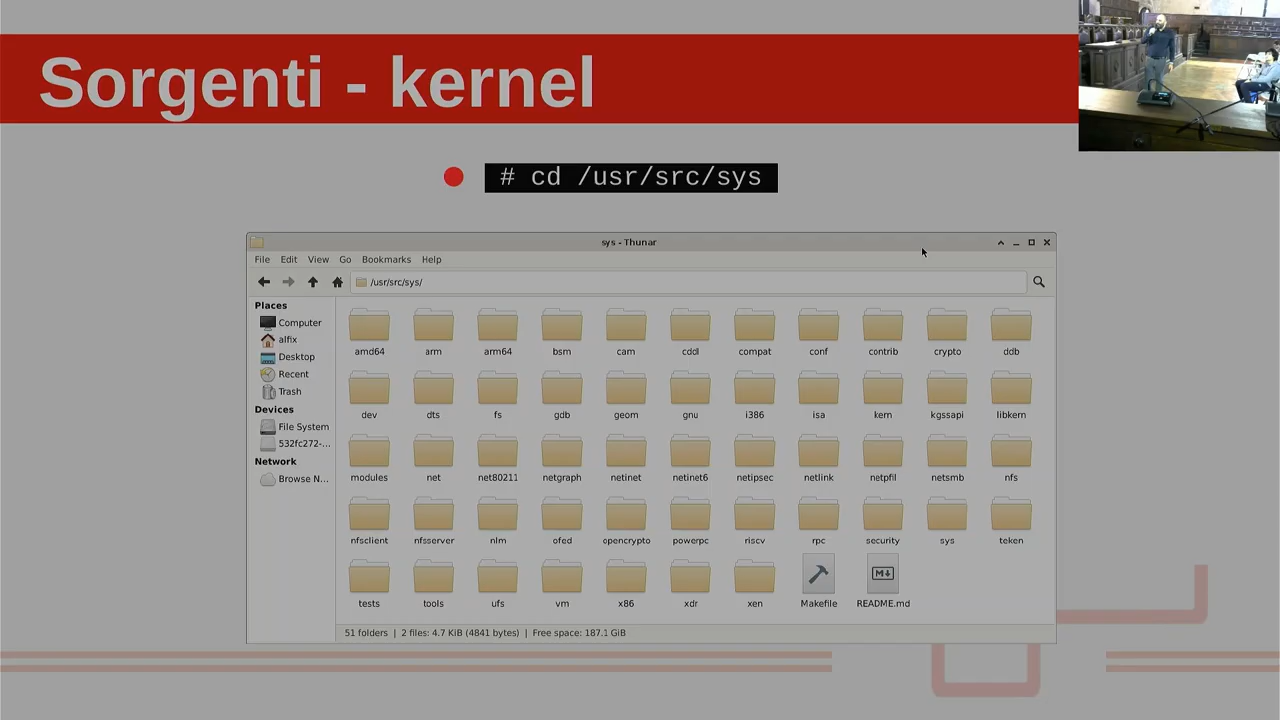 Sorgenti - kernel
# cd /usr/src/sys
sys - Thunar
File Edit View Go Bookmarks Help
/usr/src/sys/
Places
Computer
alfix
Desktop
Recent
Trash
Devices
File System
532fc272-...
Network
Browse N...
amd64 arm arm64 bsm cam cddl compat conf contrib crypto ddb
dev dts fs gdb geom gnu i386 isa kern kgssapi libkern
modules net net80211 netgraph netinet netinet6 netipsec netlink netpfil netsmb nfs
nfsclient nfsserver nlm ofed opencrypto powerpc riscv rpc security sys teken
tests tools ufs vm x86 xdr xen Makefile README.md
51 folders | 2 files: 4.7 KiB (4841 bytes) | Free space: 187.1 GiB